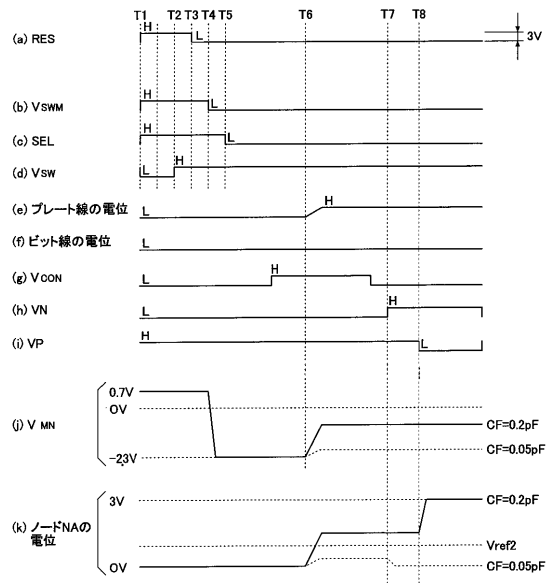 T1 T2 T3 T4 T5 T6 T7 T8
(a) RES H L 3V
(b) VSWM H L
(c) SEL H L
(d) VSW L H
(e) プレート線の電位 L H
(f) ビット線の電位 L
(g) VCON L H
(h) VN L H
(i) VP H L
(j) V MN
0.7V
0V
-23V
CF=0.2pF
CF=0.05pF
(k) ノードNAの
電位
3V
0V
CF=0.2pF
Vref2
CF=0.05pF